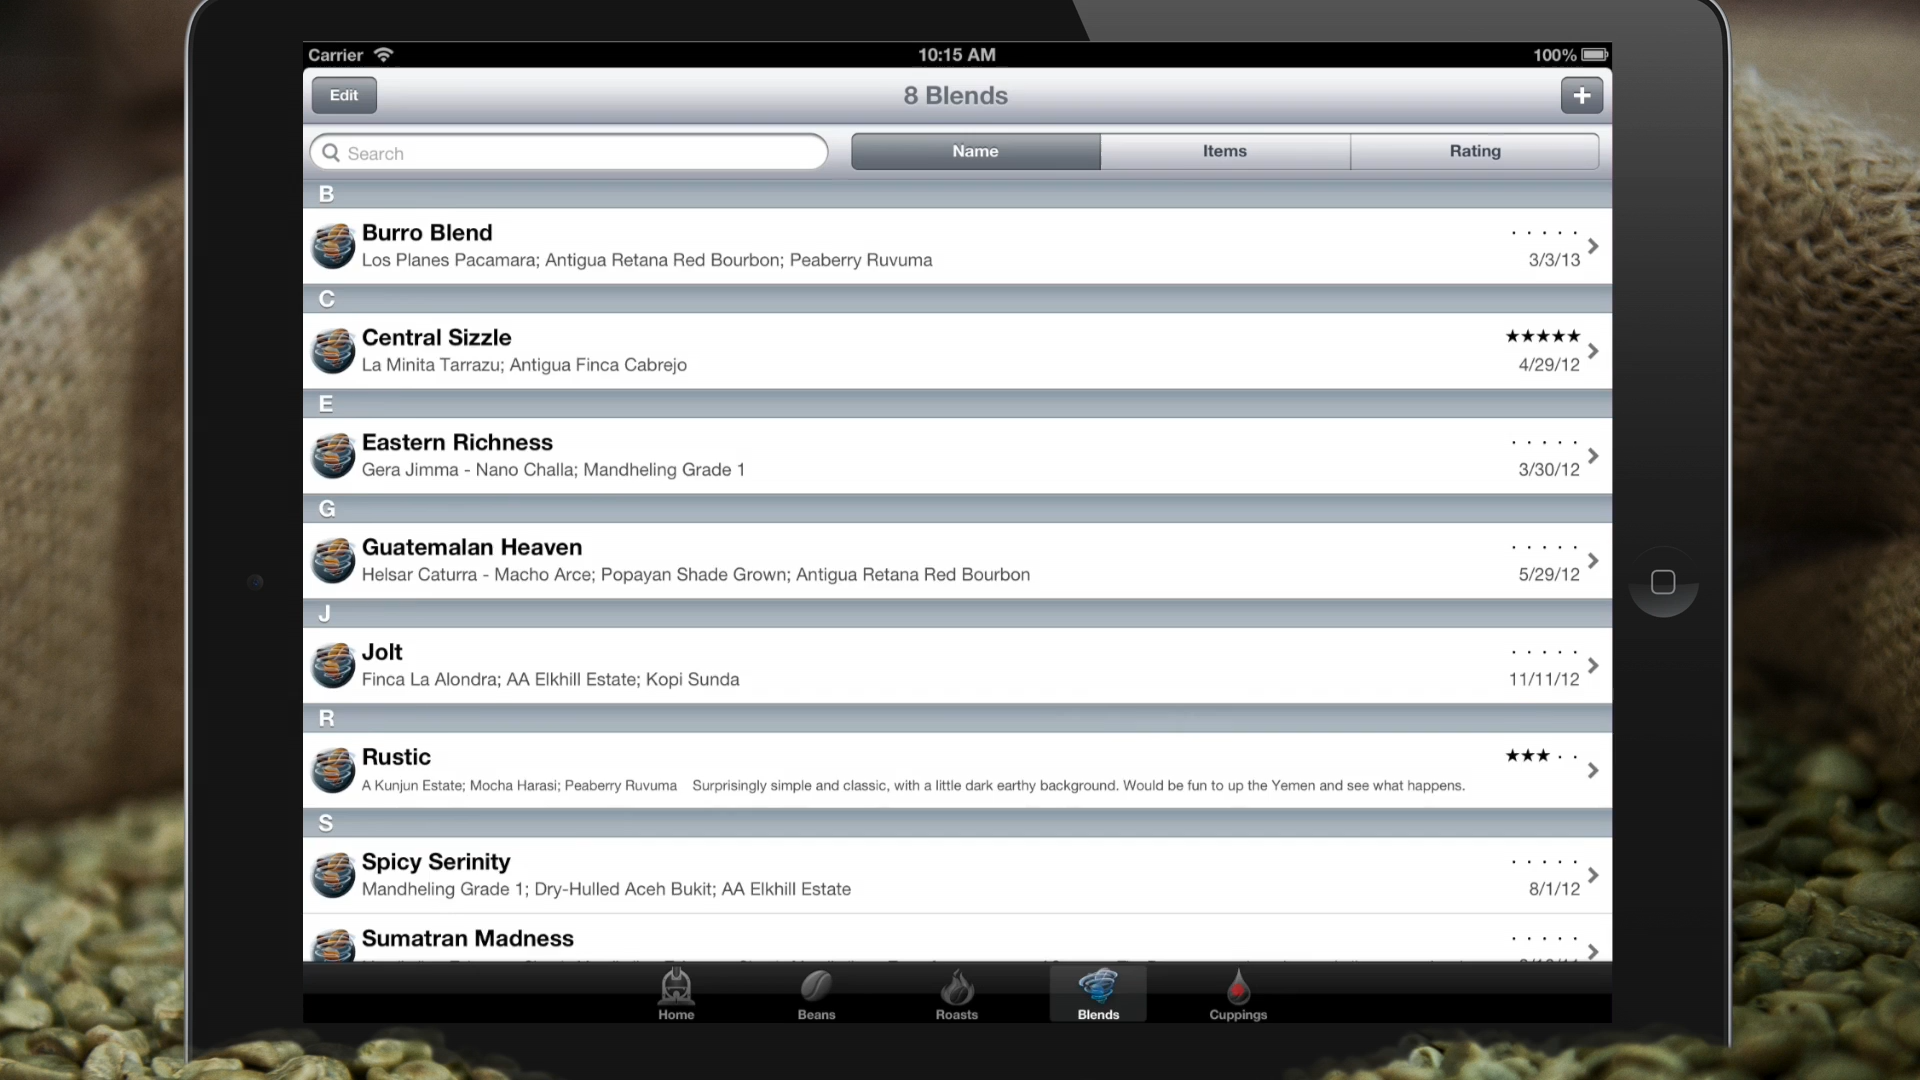 Carrier 10:15 AM 100%
Edit 8 Blends +
Search Name Items Rating
B
Burro Blend
Los Planes Pacamara; Antigua Retana Red Bourbon; Peaberry Ruvuma 3/3/13
C
Central Sizzle ★★★★★
La Minita Tarrazu; Antigua Finca Cabrejo 4/29/12
E
Eastern Richness
Gera Jimma - Nano Challa; Mandheling Grade 1 3/30/12
G
Guatemalan Heaven
Helsar Caturra - Macho Arce; Popayan Shade Grown; Antigua Retana Red Bourbon 5/29/12
J
Jolt
Finca La Alondra; AA Elkhill Estate; Kopi Sunda 11/11/12
R
Rustic ★★★
A Kunjun Estate; Mocha Harasi; Peaberry Ruvuma Surprisingly simple and classic, with a little dark earthy background. Would be fun to up the Yemen and see what happens.
S
Spicy Serinity
Mandheling Grade 1; Dry-Hulled Aceh Bukit; AA Elkhill Estate 8/1/12
Sumatran Madness
Home Beans Roasts Blends Cuppings